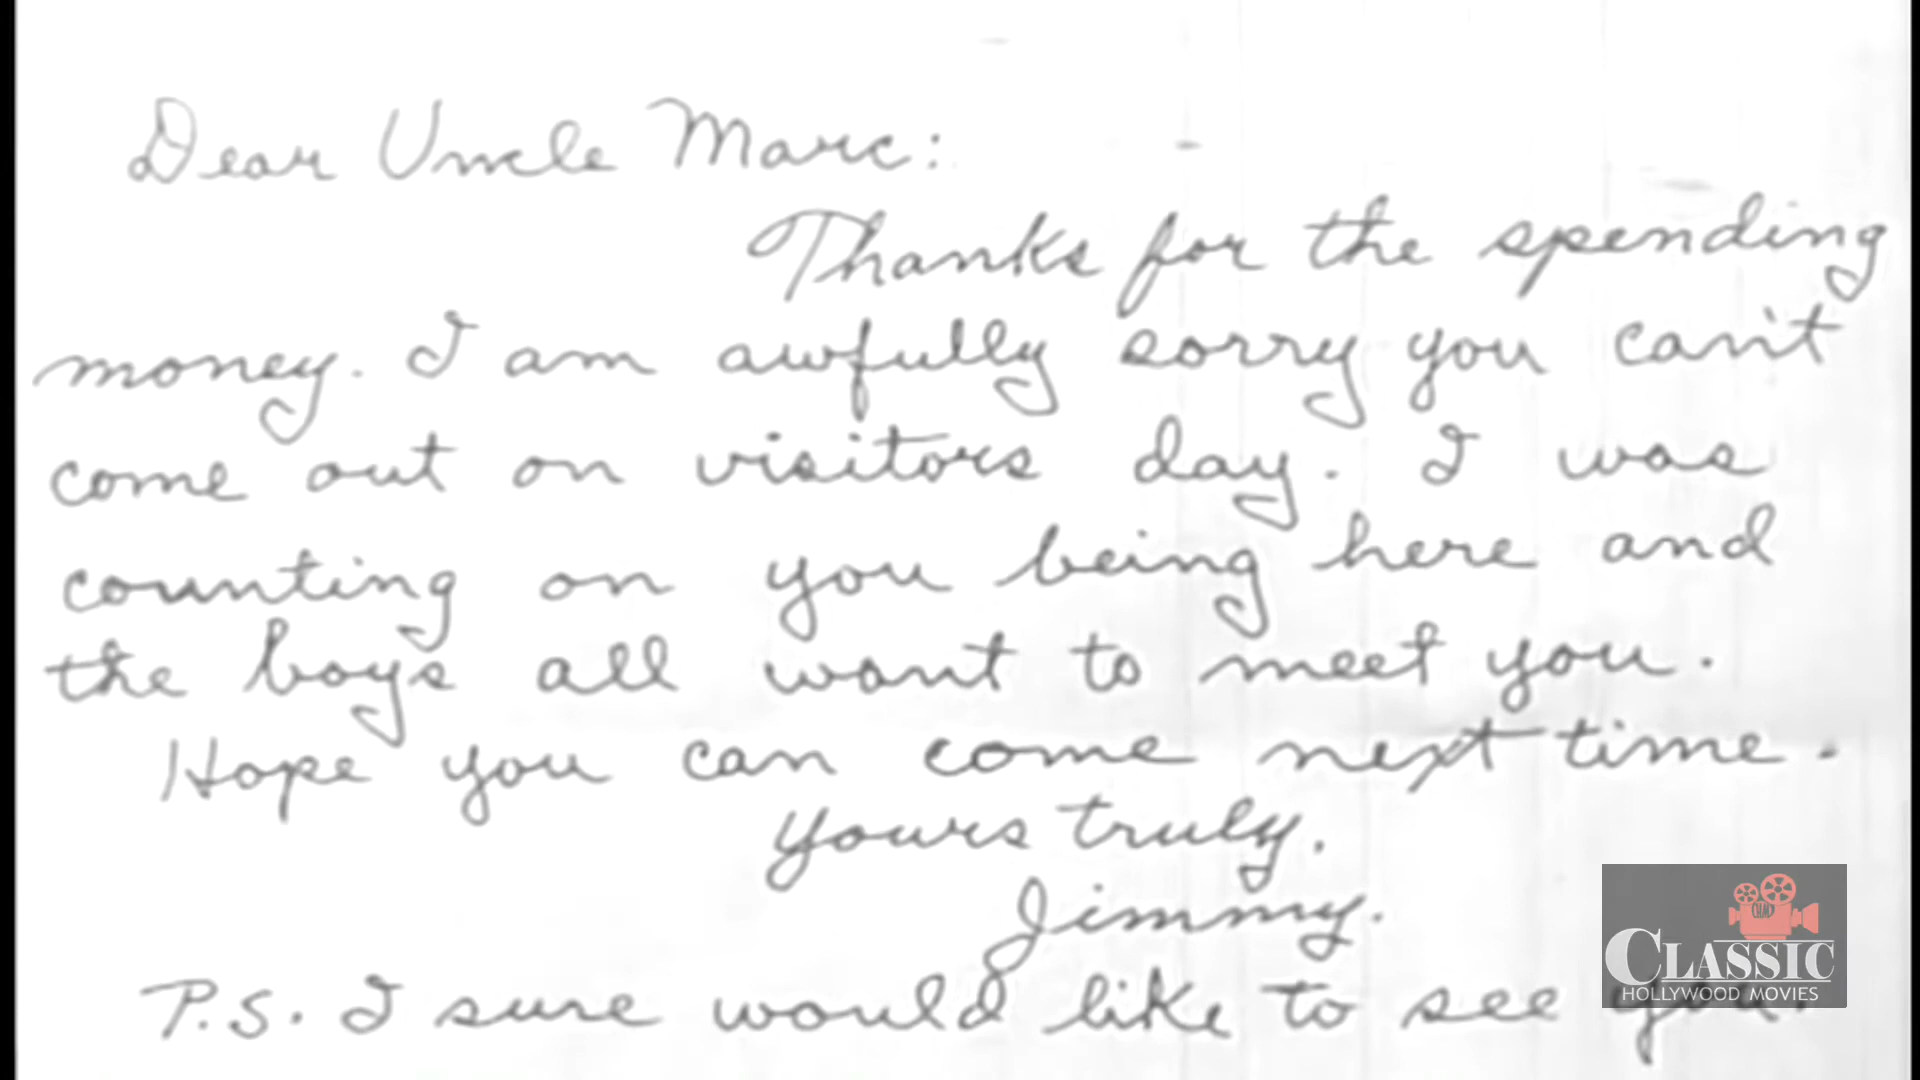 Dear Uncle Marc:
Thanks for the spending
money. I am awfully sorry you can't
come out on visitors day. I was
counting on you being here and
the boys all want to meet you.
Hope you can come next time.
Yours truly,
Jimmy.
P.S. I sure would like to see you.
CHM
CLASSIC
HOLLYWOOD MOVIES